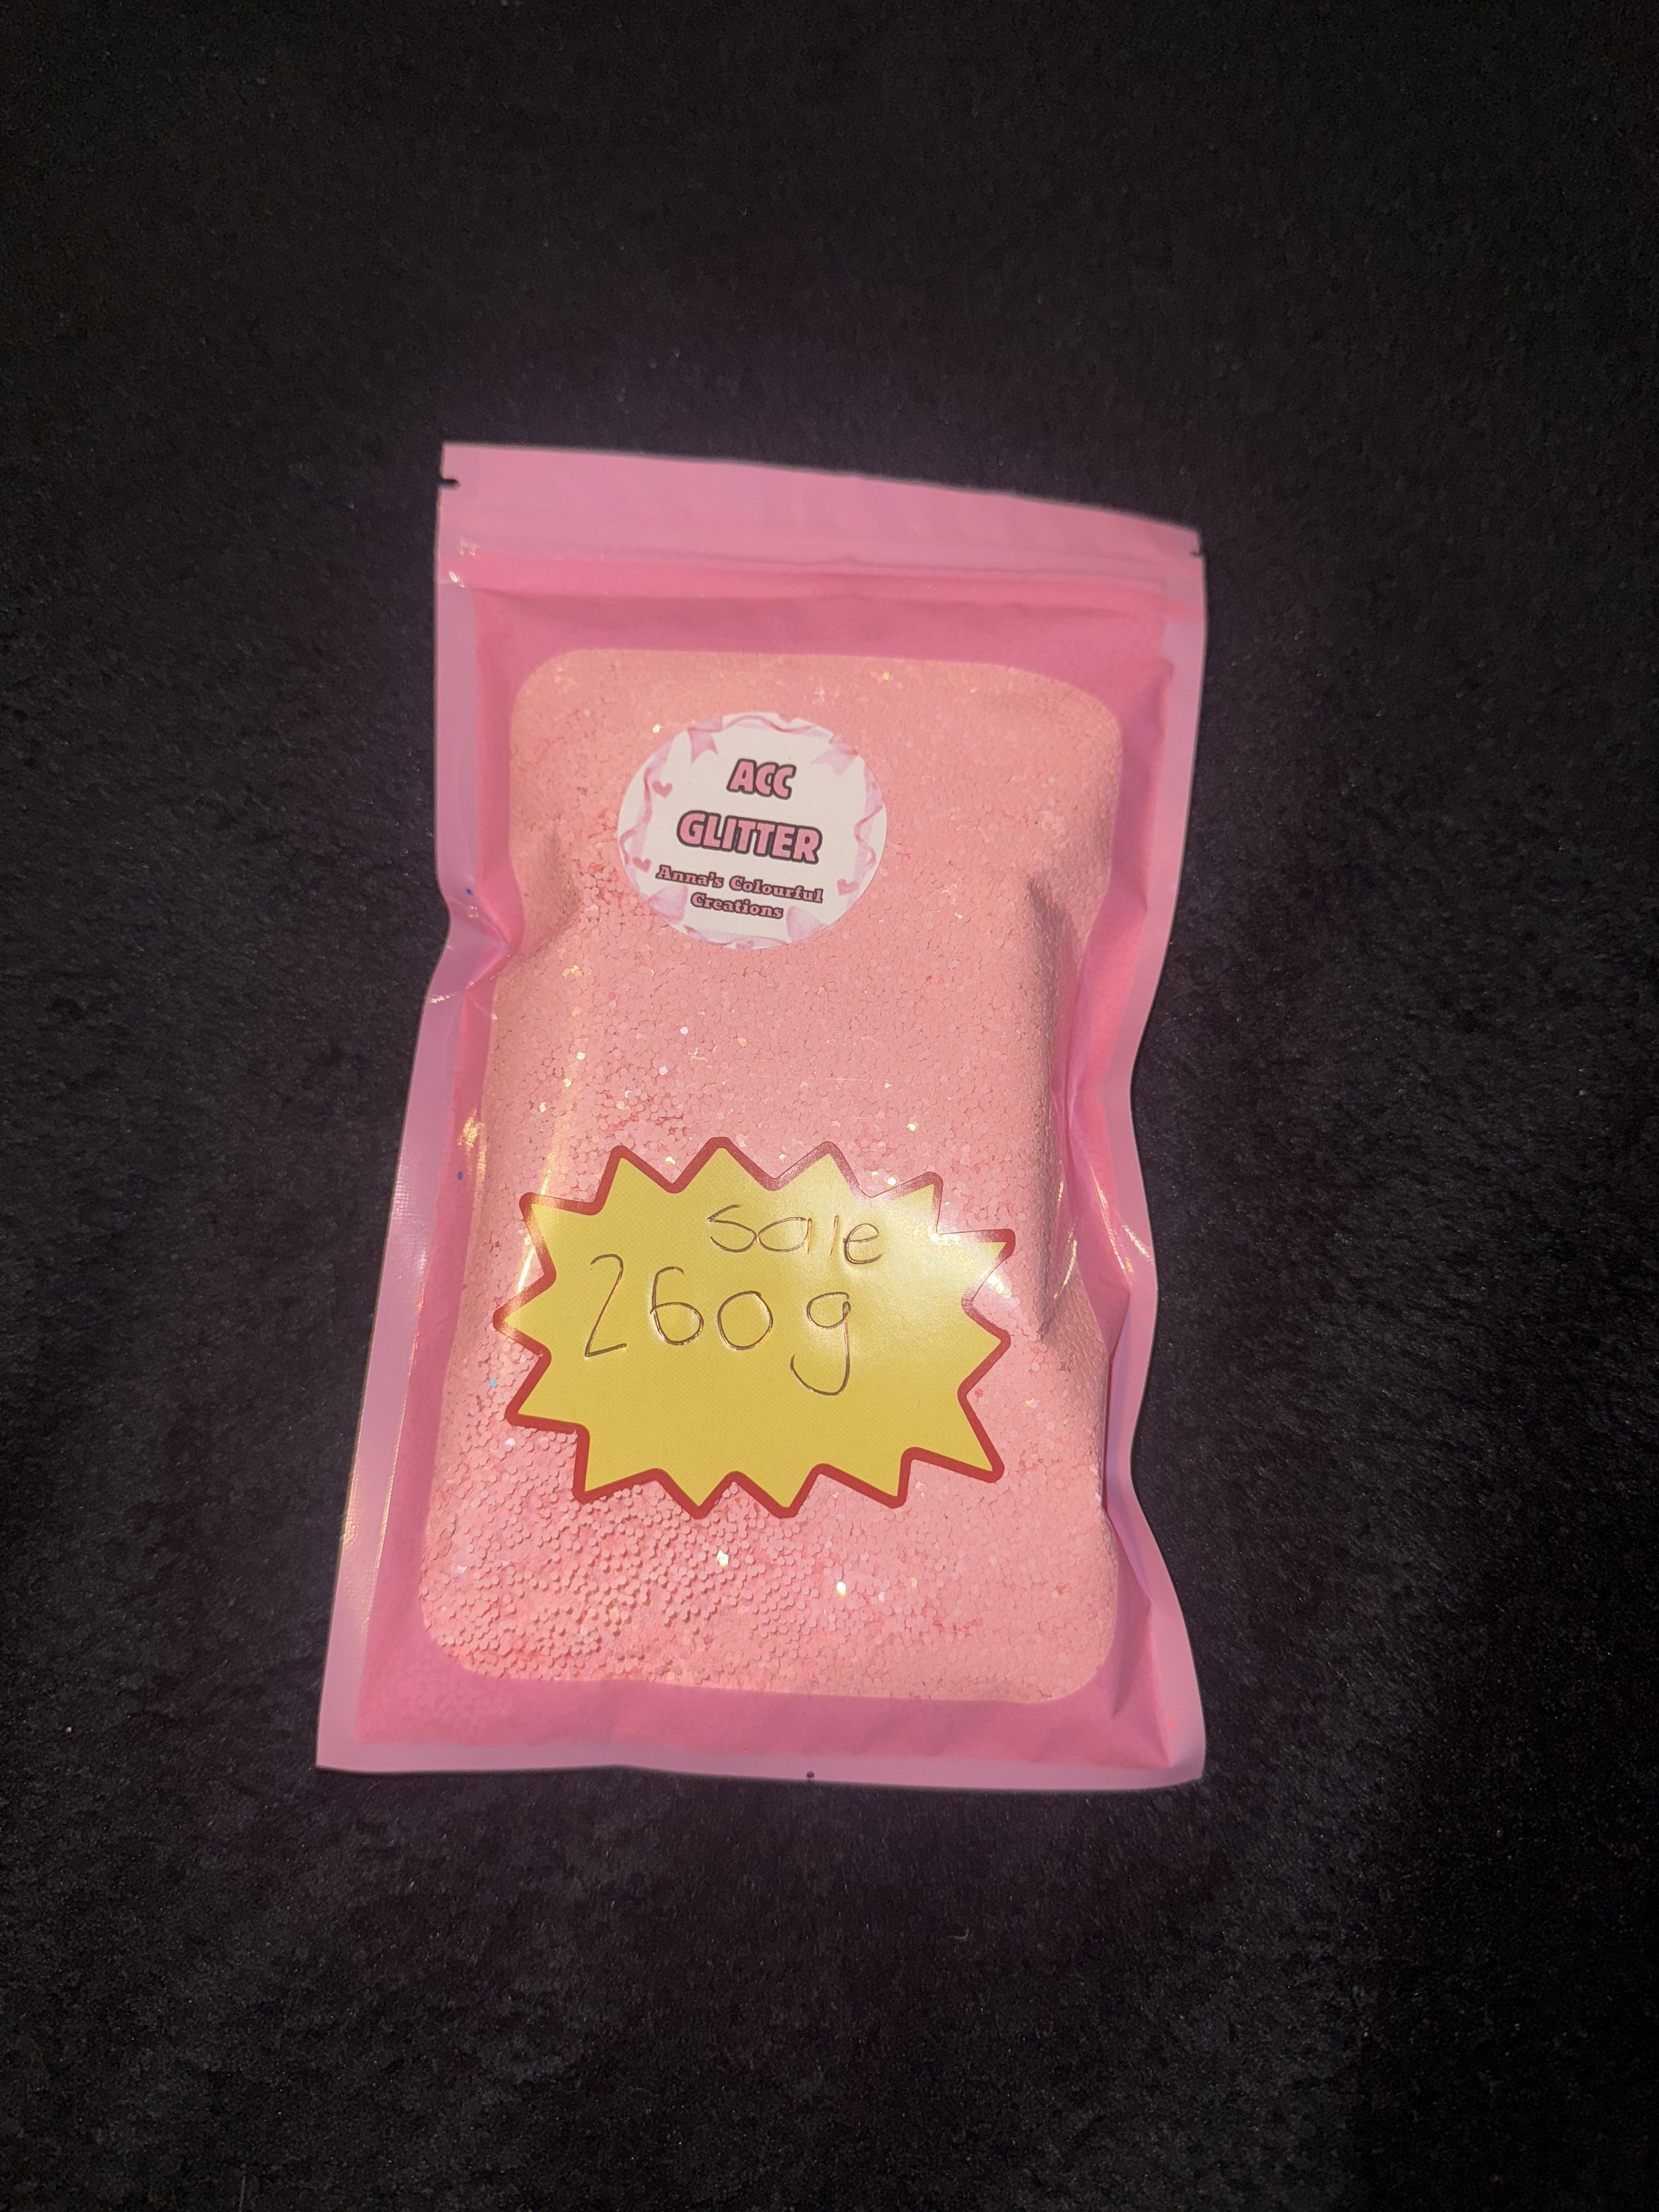 ACC
GLITTER
Anna's Colourful
Creations
sale
260g